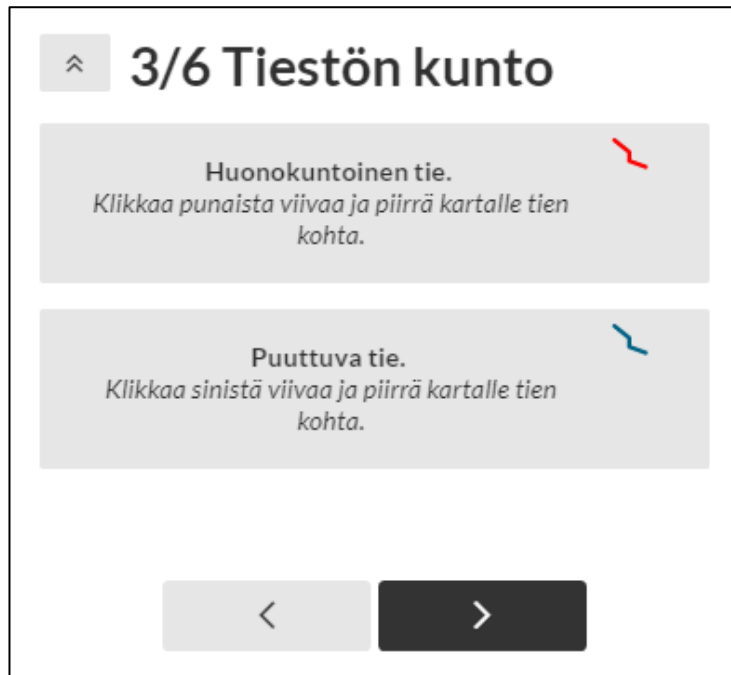 3/6 Tiestön kunto
Huonokuntoinen tie.
Klikkaa punaista viivaa ja piirrä kartalle tien
kohta.
Puuttuva tie.
Klikkaa sinistä viivaa ja piirrä kartalle tien
kohta.